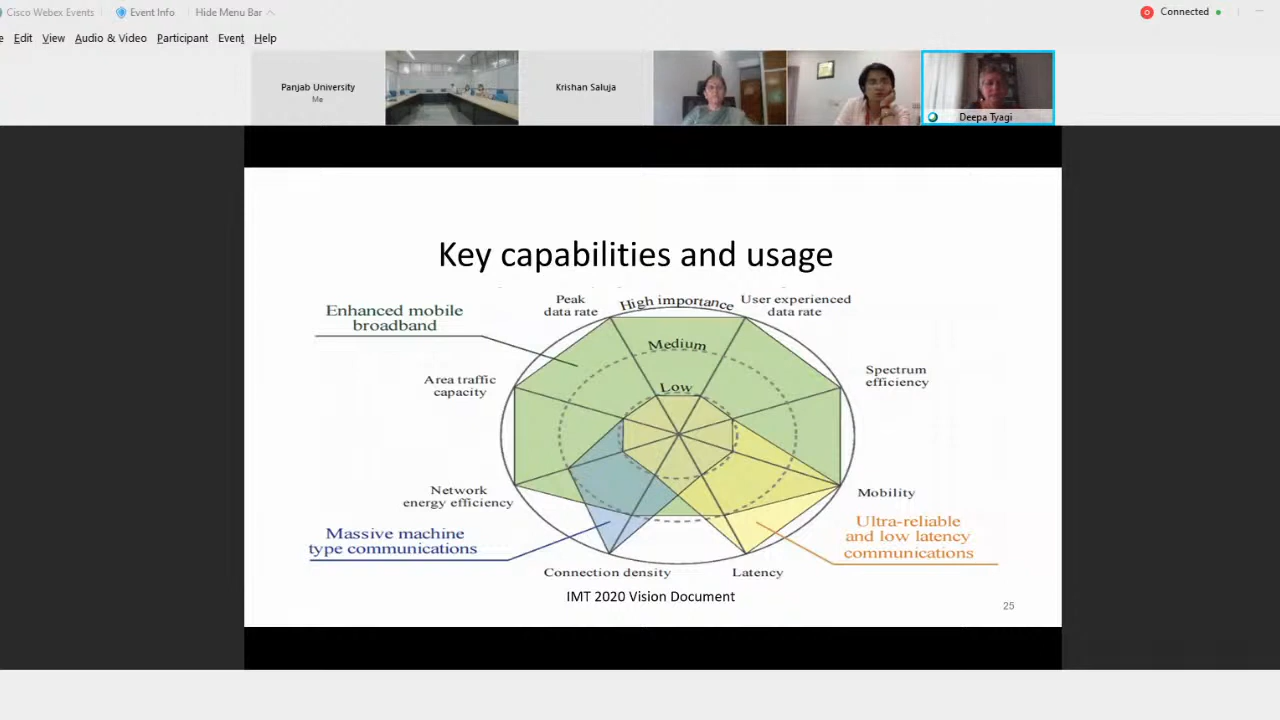 Cisco Webex Events
Event Info
Hide Menu Bar
Connected
e Edit View Audio & Video Participant Event Help
Panjab University
Me
Krishan Saluja
Deepa Tyagi
Key capabilities and usage
Enhanced mobile
broadband
Peak
data rate
High importance
User experienced
data rate
Medium
Low
Area traffic
capacity
Spectrum
efficiency
Network
energy efficiency
Mobility
Massive machine
type communications
Ultra-reliable
and low latency
communications
Connection density
Latency
IMT 2020 Vision Document
25